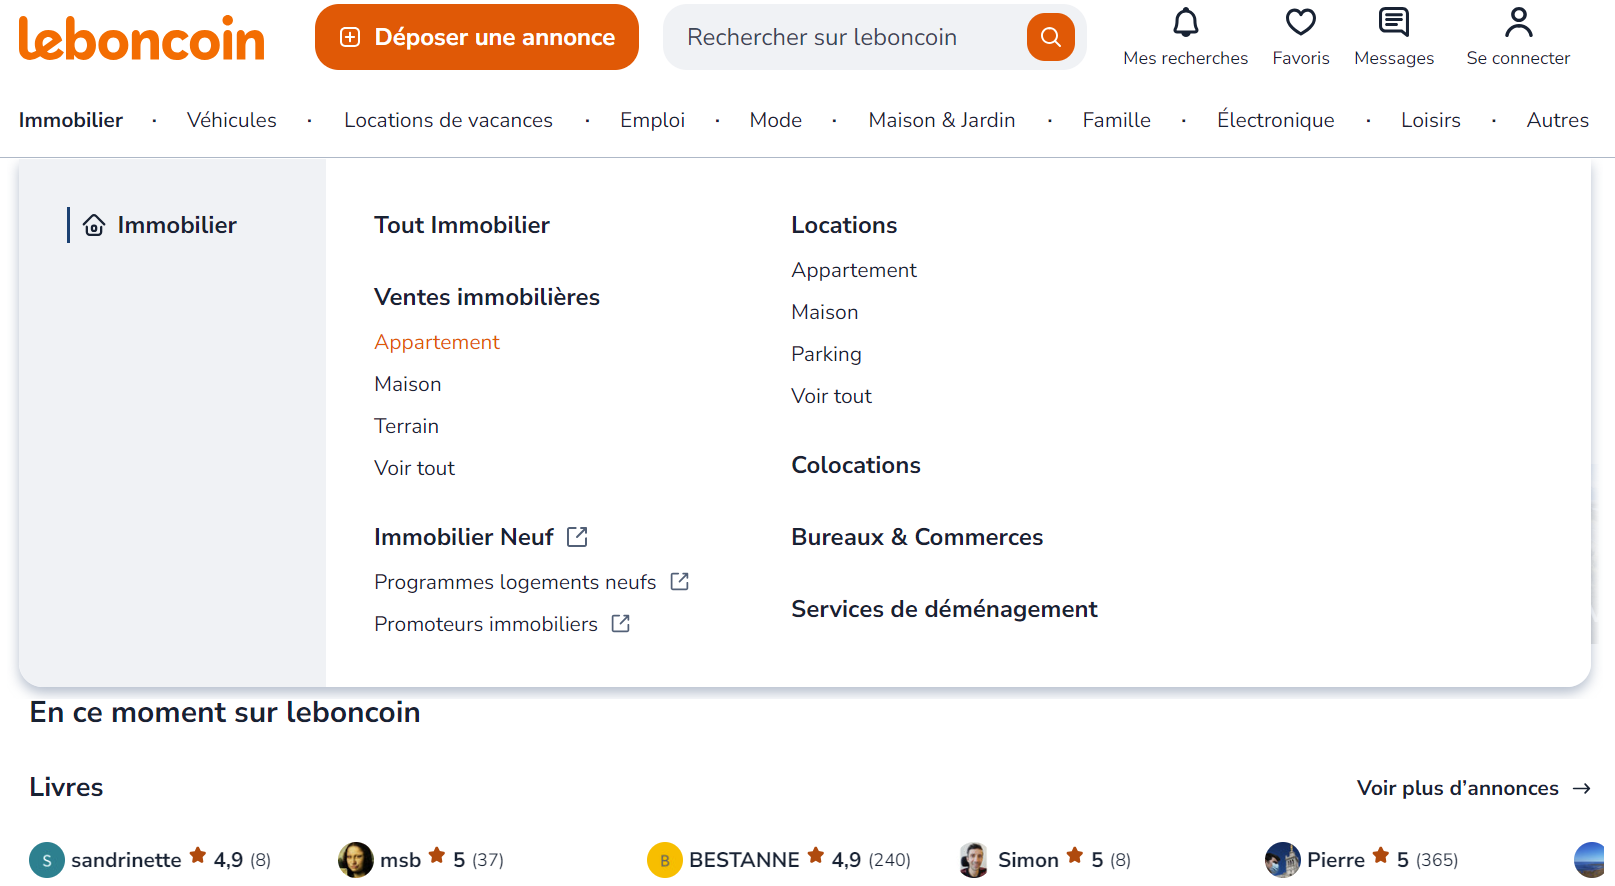 leboncoin
Déposer une annonce
Rechercher sur leboncoin
Mes recherches
Favoris
Messages
Se connecter
Immobilier · Véhicules · Locations de vacances · Emploi · Mode · Maison & Jardin · Famille · Électronique · Loisirs · Autres
Immobilier
Tout Immobilier
Ventes immobilières
Appartement
Maison
Terrain
Voir tout
Immobilier Neuf
Programmes logements neufs
Promoteurs immobiliers
Locations
Appartement
Maison
Parking
Voir tout
Colocations
Bureaux & Commerces
Services de déménagement
En ce moment sur leboncoin
Livres
Voir plus d’annonces →
S sandrinette 4,9 (8)
msb 5 (37)
B BESTANNE 4,9 (240)
Simon 5 (8)
Pierre 5 (365)